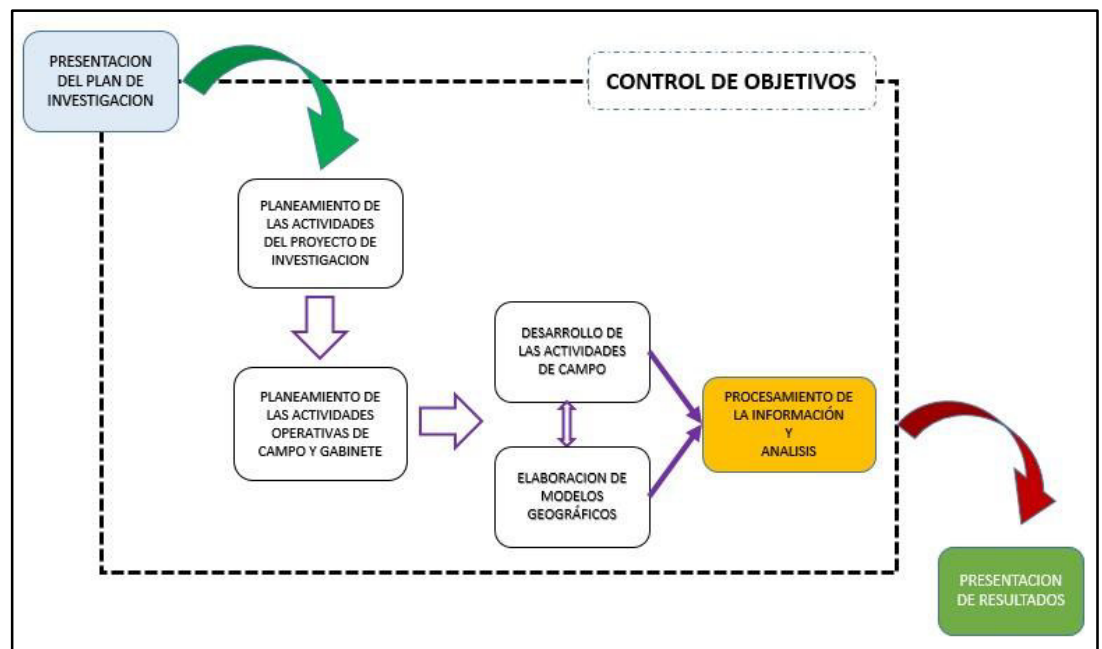 PRESENTACION
DEL PLAN DE
INVESTIGACION
CONTROL DE OBJETIVOS
PLANEAMIENTO DE
LAS ACTIVIDADES
DEL PROYECTO DE
INVESTIGACION
PLANEAMIENTO DE
LAS ACTIVIDADES
OPERATIVAS DE
CAMPO Y GABINETE
DESARROLLO DE
LAS ACTIVIDADES
DE CAMPO
ELABORACION DE
MODELOS
GEOGRÁFICOS
PROCESAMIENTO DE
LA INFORMACIÓN
Y
ANALISIS
PRESENTACION
DE RESULTADOS